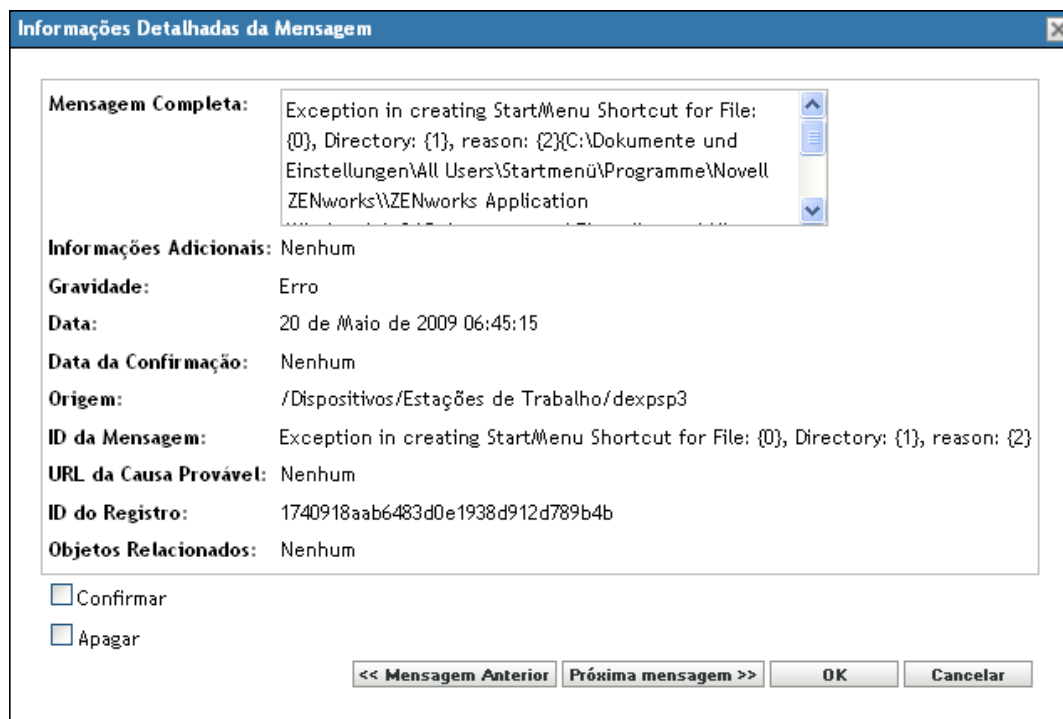 Informações Detalhadas da Mensagem
Mensagem Completa:
Exception in creating StartMenu Shortcut for File:
{0}, Directory: {1}, reason: {2}{C:\Dokumente und
Einstellungen\All Users\Startmenü\Programme\Novell
ZENworks\\ZENworks Application
Informações Adicionais: Nenhum
Gravidade: Erro
Data: 20 de Maio de 2009 06:45:15
Data da Confirmação: Nenhum
Origem: /Dispositivos/Estações de Trabalho/dexpsp3
ID da Mensagem: Exception in creating StartMenu Shortcut for File: {0}, Directory: {1}, reason: {2}
URL da Causa Provável: Nenhum
ID do Registro: 1740918aab6483d0e1938d912d789b4b
Objetos Relacionados: Nenhum
Confirmar
Apagar
<< Mensagem Anterior Próxima mensagem >> OK Cancelar